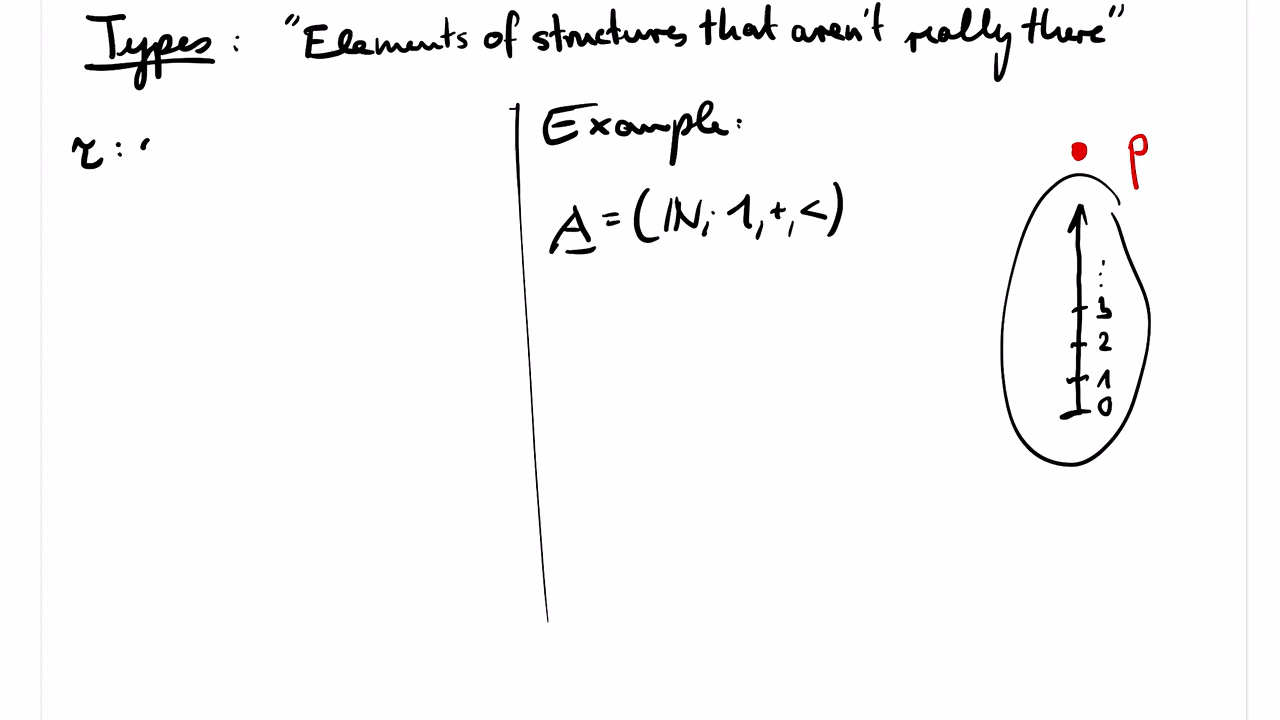 Types: "Elements of structures that aren't really there"
τ:
Example:
A = (ℕ; 1, +, <)
p
⋮
3
2
1
0